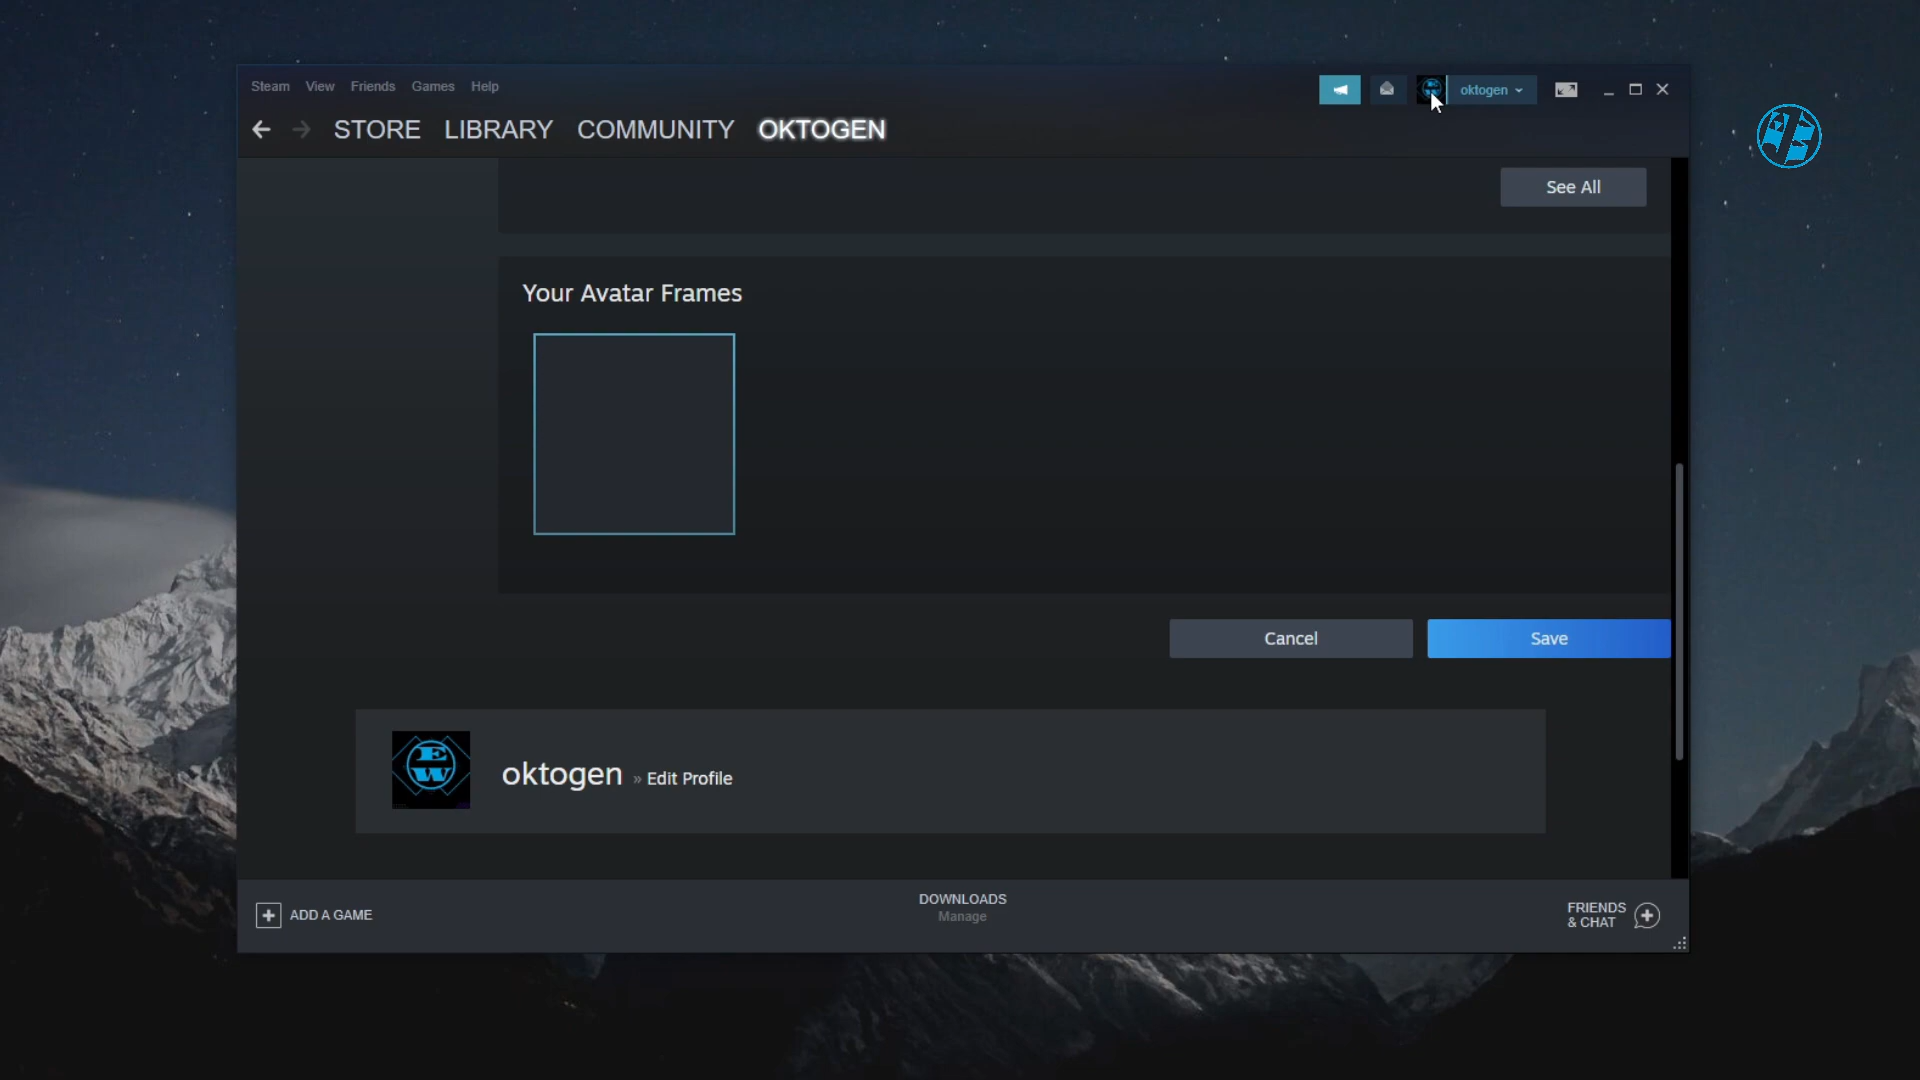 Steam View Friends Games Help
oktogen
STORE LIBRARY COMMUNITY OKTOGEN
See All
Your Avatar Frames
Cancel Save
EW
oktogen » Edit Profile
ADD A GAME
DOWNLOADS
Manage
FRIENDS
& CHAT